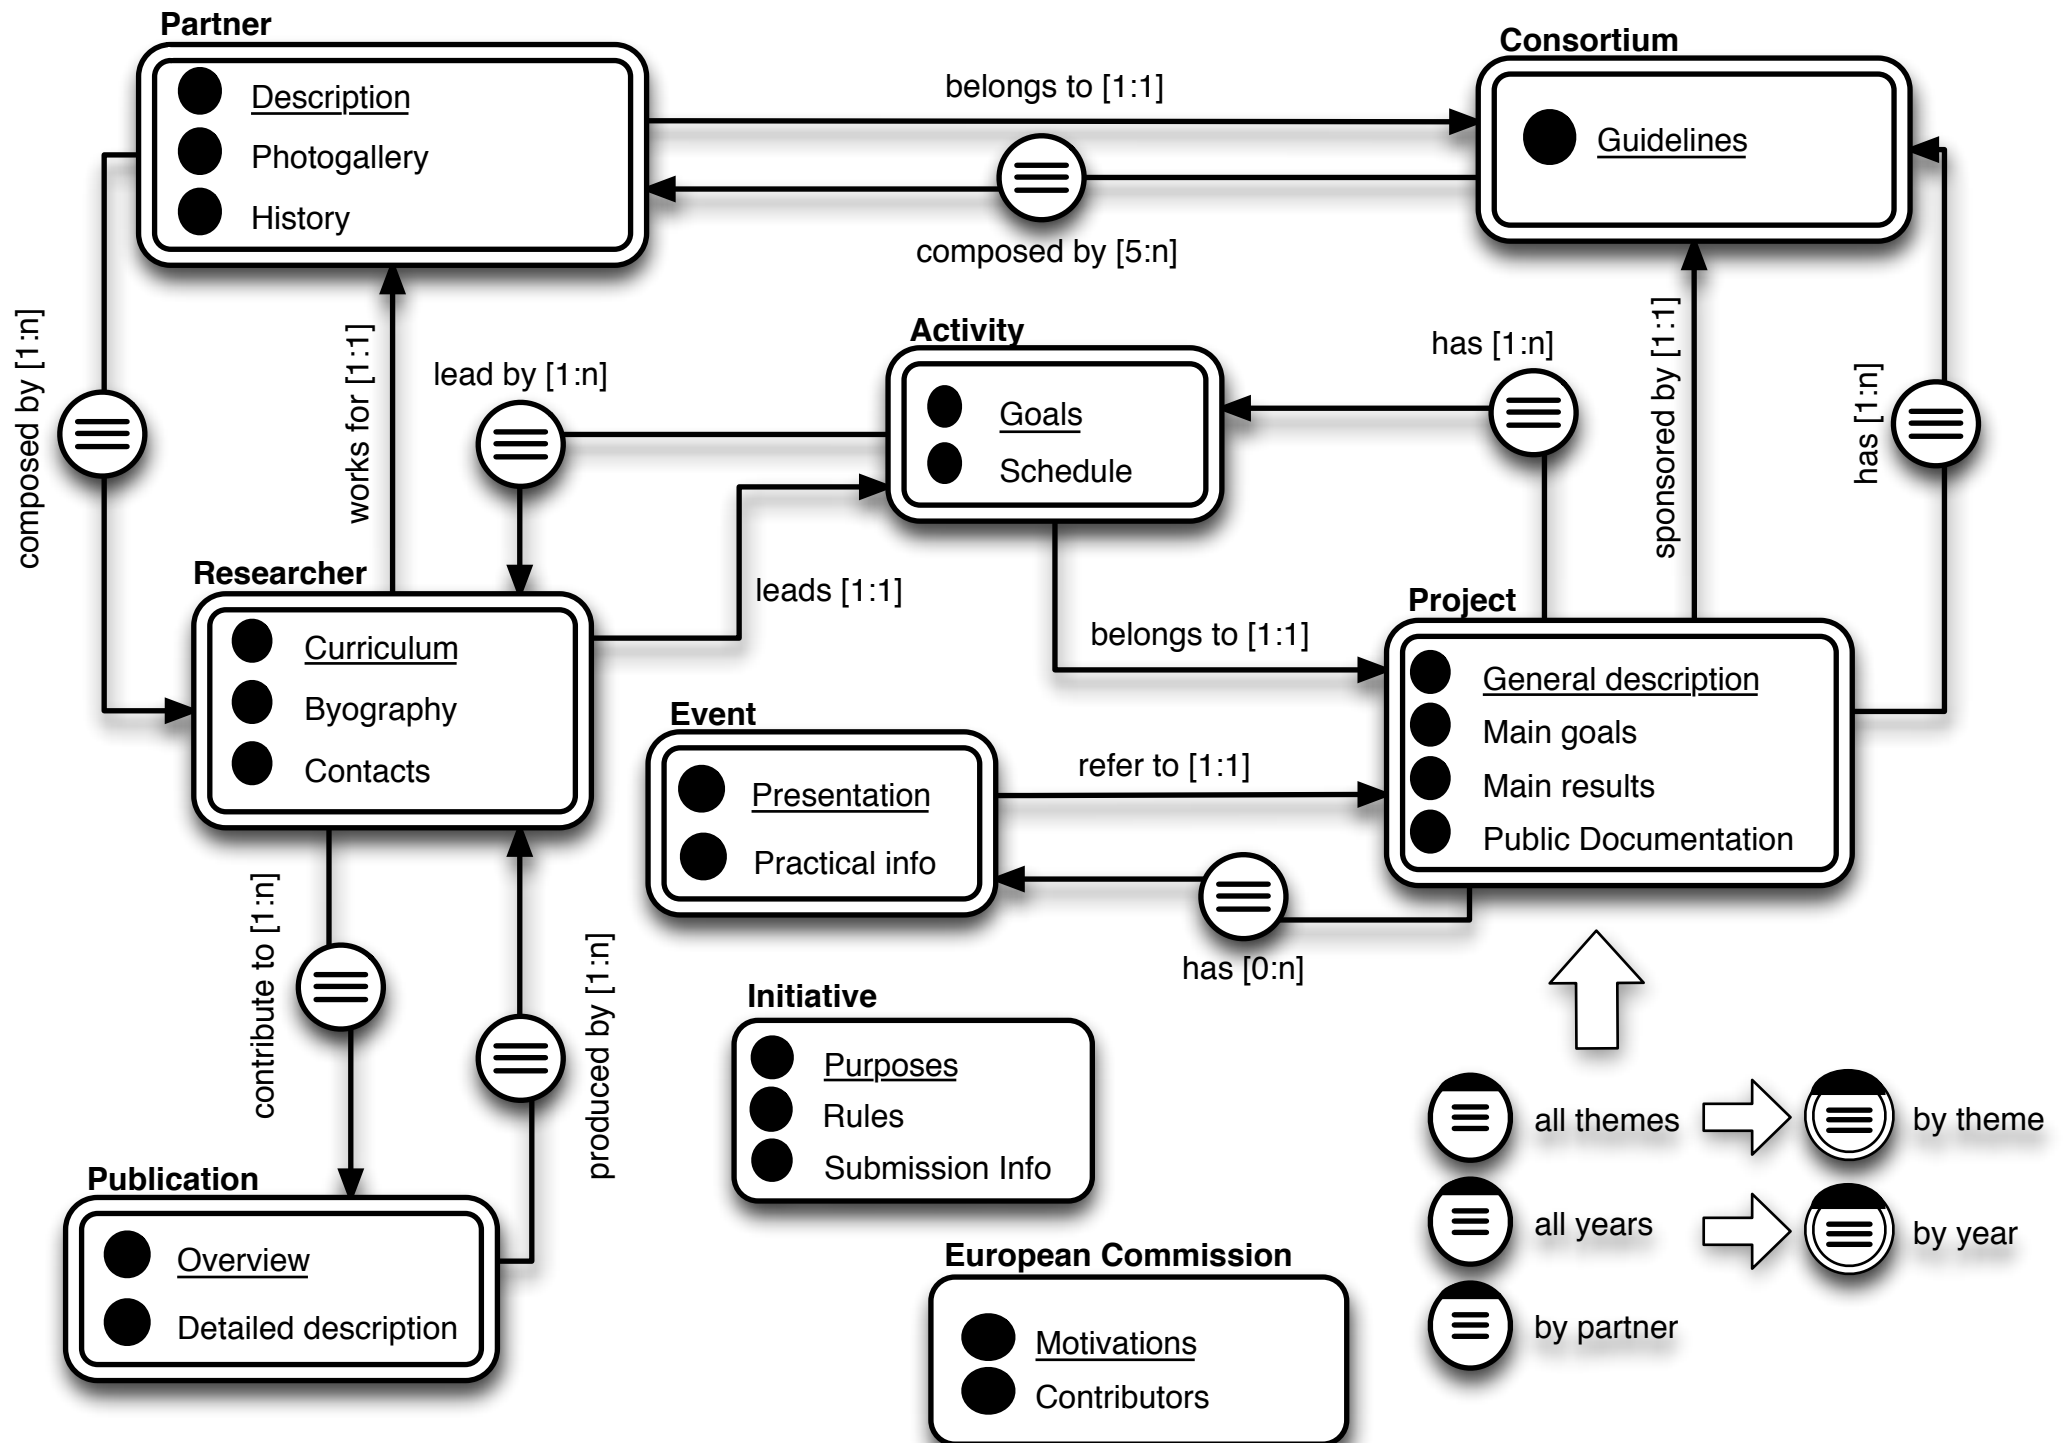 Partner
Description
Photogallery
History
belongs to [1:1]
composed by [5:n]
Consortium
Guidelines
composed by [1:n]
works for [1:1]
lead by [1:n]
Activity
Goals
Schedule
has [1:n]
sponsored by [1:1]
has [1:n]
Researcher
Curriculum
Byography
Contacts
leads [1:1]
belongs to [1:1]
Project
General description
Main goals
Main results
Public Documentation
Event
Presentation
Practical info
refer to [1:1]
has [0:n]
contribute to [1:n]
produced by [1:n]
Initiative
Purposes
Rules
Submission Info
all themes
by theme
all years
by year
by partner
Publication
Overview
Detailed description
European Commission
Motivations
Contributors